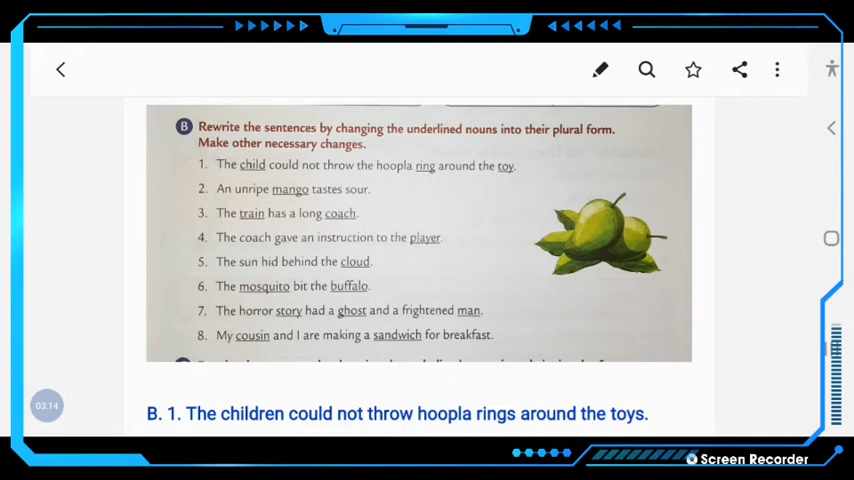 B Rewrite the sentences by changing the underlined nouns into their plural form.
Make other necessary changes.
1. The child could not throw the hoopla ring around the toy.
2. An unripe mango tastes sour.
3. The train has a long coach.
4. The coach gave an instruction to the player.
5. The sun hid behind the cloud.
6. The mosquito bit the buffalo.
7. The horror story had a ghost and a frightened man.
8. My cousin and I are making a sandwich for breakfast.
B. 1. The children could not throw hoopla rings around the toys.
03:14
Screen Recorder